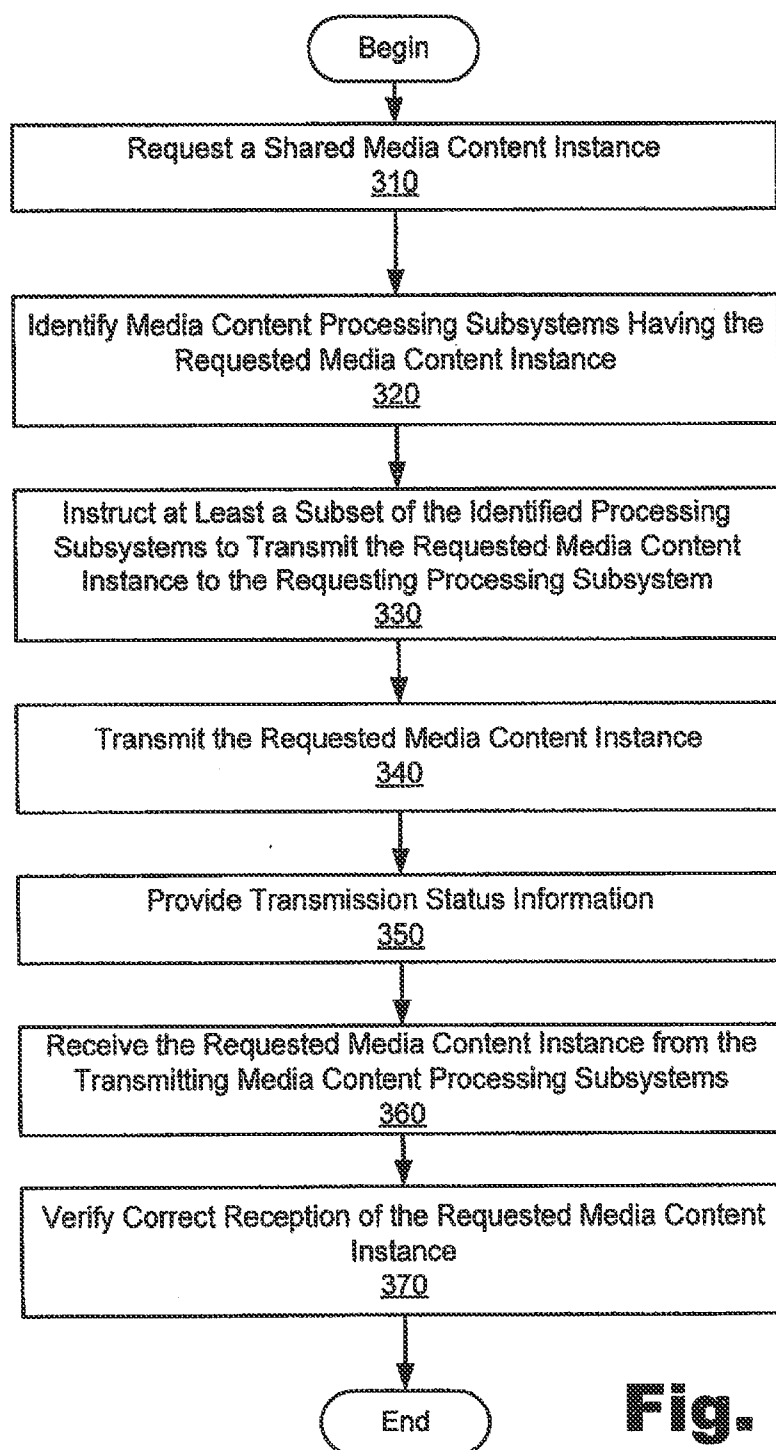 Begin
Request a Shared Media Content Instance
310
Identify Media Content Processing Subsystems Having the
Requested Media Content Instance
320
Instruct at Least a Subset of the Identified Processing
Subsystems to Transmit the Requested Media Content
Instance to the Requesting Processing Subsystem
330
Transmit the Requested Media Content Instance
340
Provide Transmission Status Information
350
Receive the Requested Media Content Instance from the
Transmitting Media Content Processing Subsystems
360
Verify Correct Reception of the Requested Media Content
Instance
370
End
Fig.